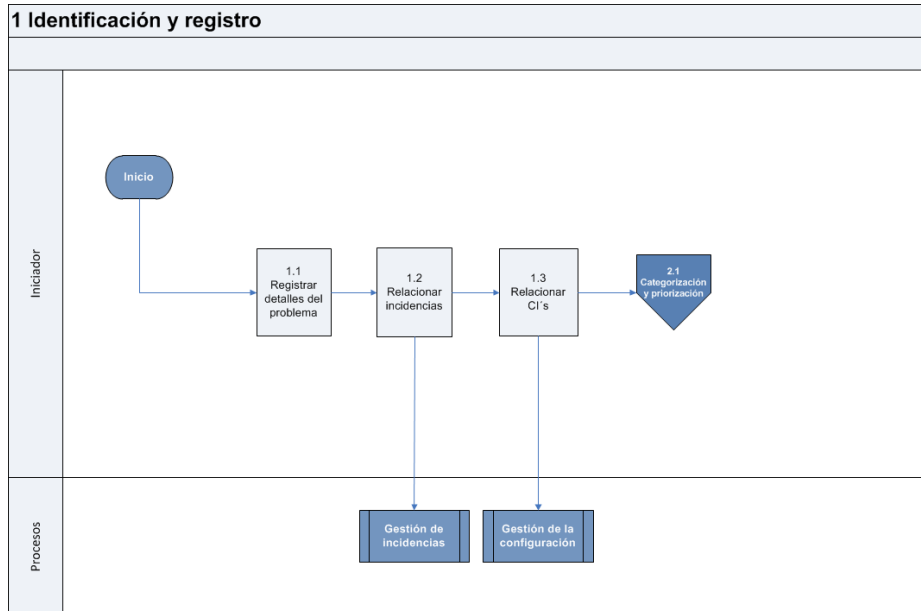 1 Identificación y registro
Iniciador
Inicio
1.1
Registrar
detalles del
problema
1.2
Relacionar
incidencias
1.3
Relacionar
CI´s
2.1
Categorización
y priorización
Procesos
Gestión de
incidencias
Gestión de la
configuración